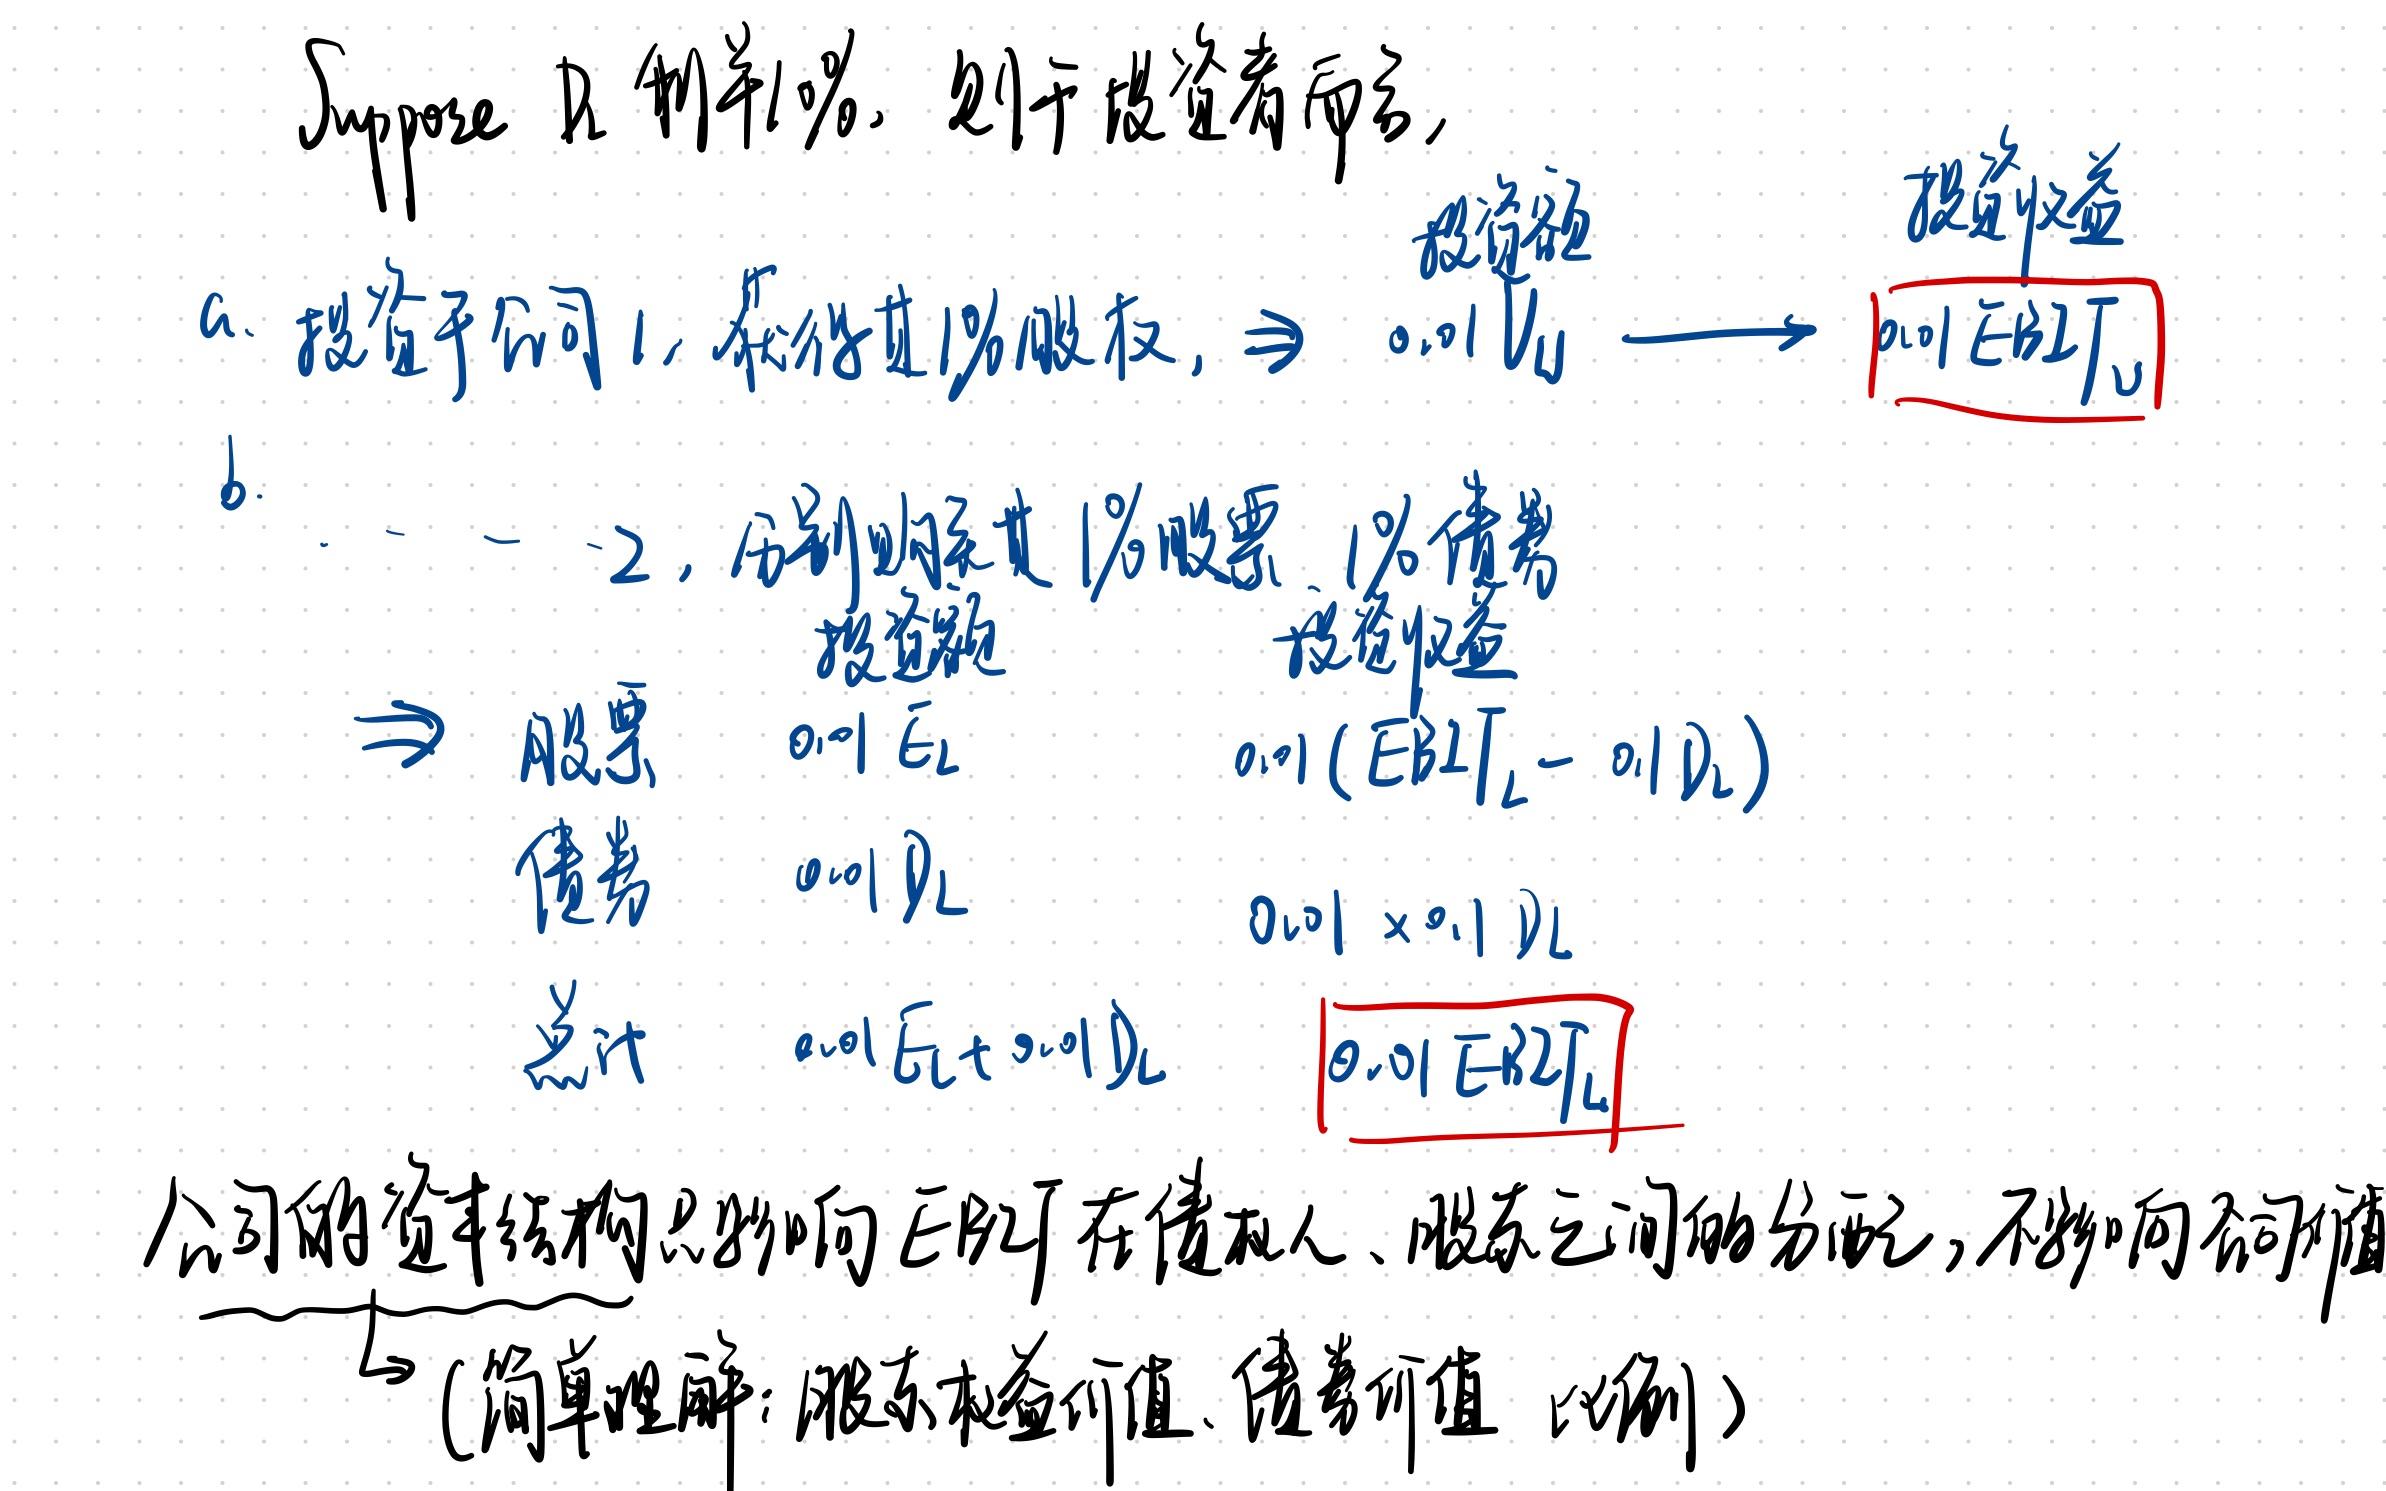 Suppose D 利率10%. 则于投资者而言,
投资额 投资收益
a. 投资于公司1, 只购进1%股权, ⇒ 0.01 V_U → 0.01 EBIT_U
b. 2, 分别购买其1%股票、1%债券
投资额 投资收益
⇒ 股票 0.01 E_L 0.01(EBIT_L - 0.1 D_L)
债券 0.01 D_L 0.01 × 0.1 D_L
总计 0.01 E_L + 0.01 D_L 0.01 EBIT_L
公司的资本结构只影响向EBIT在债权人、股东之间的分配, 不影响公司价值
(简单理解: 股东权益价值、债券价值 比例)